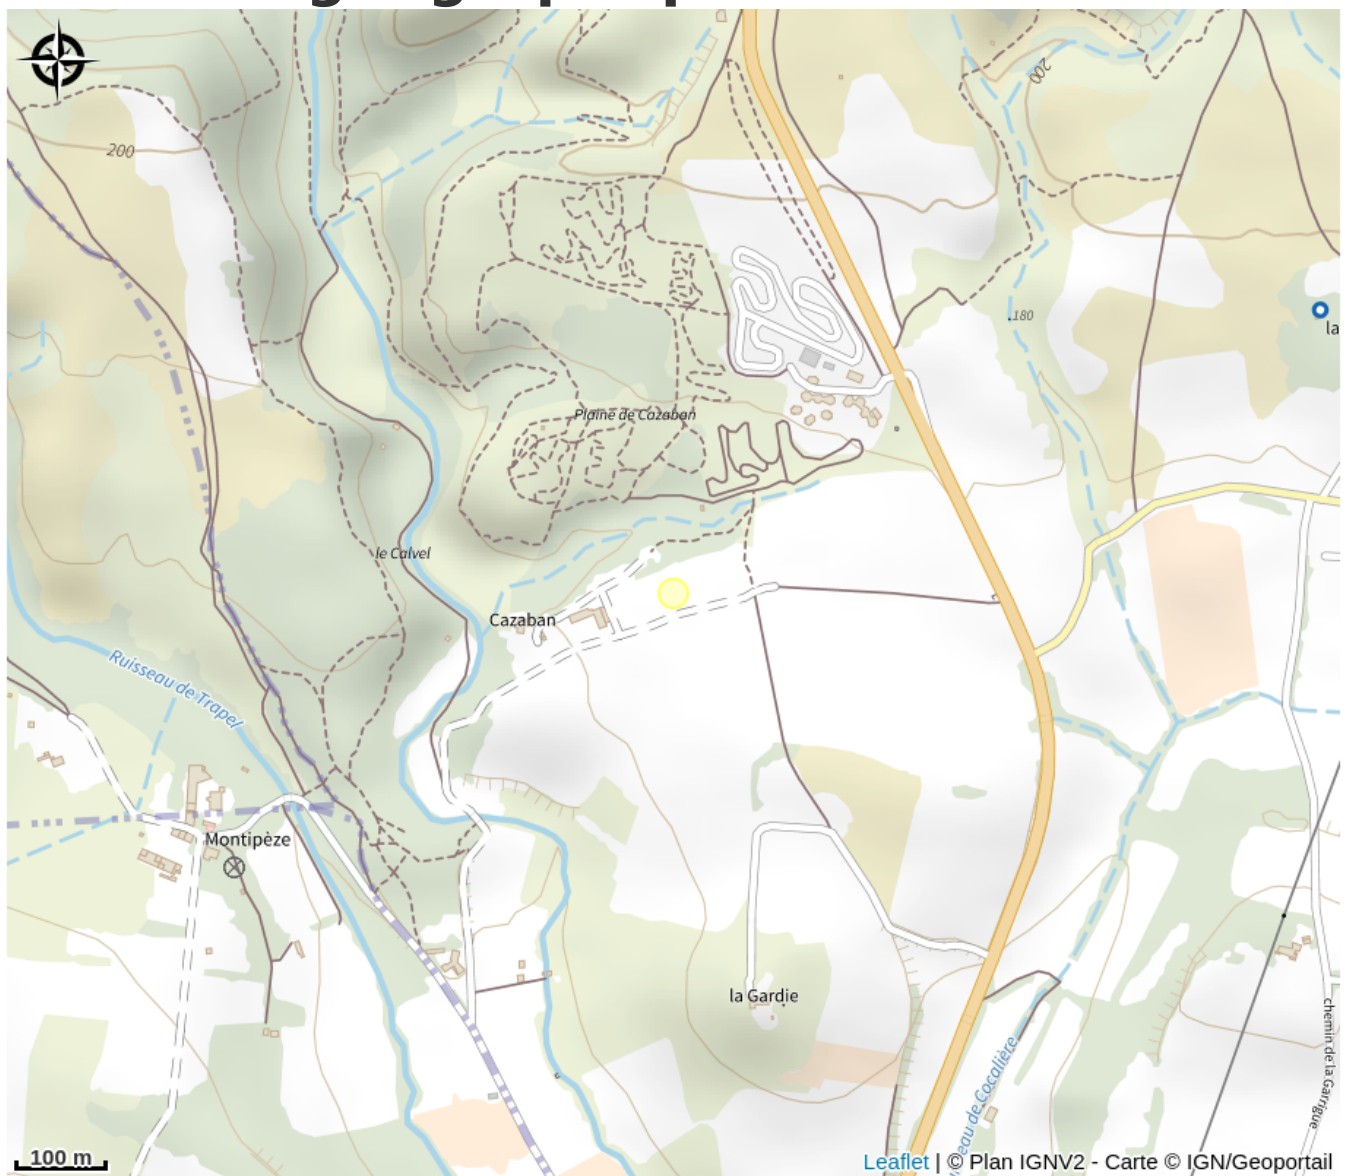 200
200
180
la
Plaine de Cazaban
le Calvel
Cazaban
Ruisseau de Trapel
Montipèze
la Gardie
chemin de la Garrigue
eau de Cocalière
100 m
Leaflet | © Plan IGNV2 - Carte © IGN/Geoportail